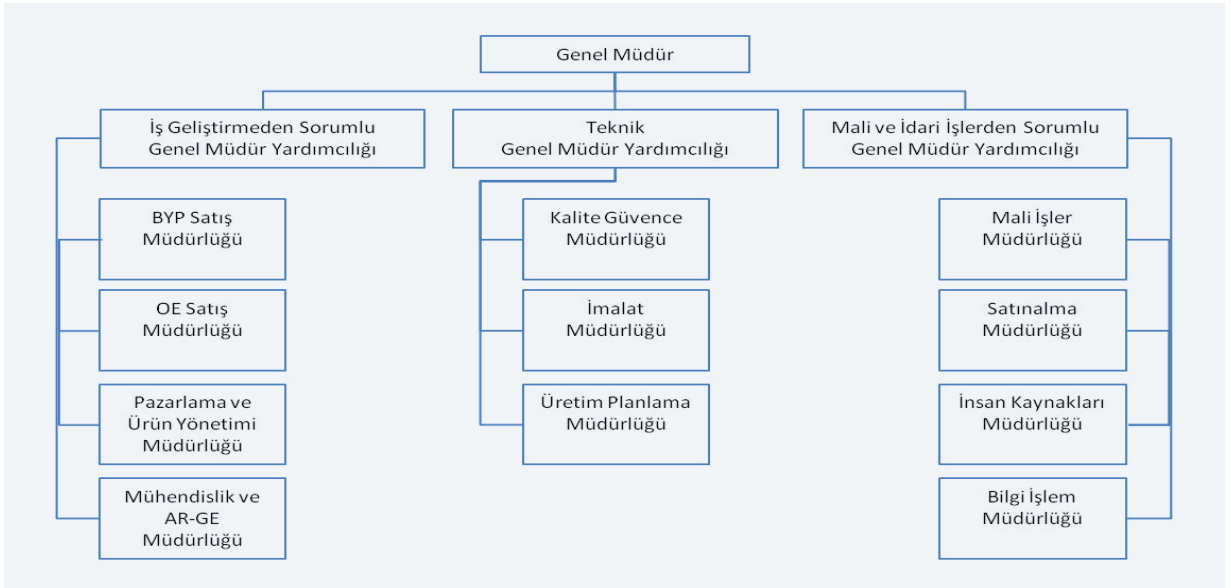 Genel Müdür
İş Geliştirmeden Sorumlu
Genel Müdür Yardımcılığı
Teknik
Genel Müdür Yardımcılığı
Mali ve İdari İşlerden Sorumlu
Genel Müdür Yardımcılığı
BYP Satış
Müdürlüğü
OE Satış
Müdürlüğü
Pazarlama ve
Ürün Yönetimi
Müdürlüğü
Mühendislik ve
AR-GE
Müdürlüğü
Kalite Güvence
Müdürlüğü
İmalat
Müdürlüğü
Üretim Planlama
Müdürlüğü
Mali İşler
Müdürlüğü
Satınalma
Müdürlüğü
İnsan Kaynakları
Müdürlüğü
Bilgi İşlem
Müdürlüğü